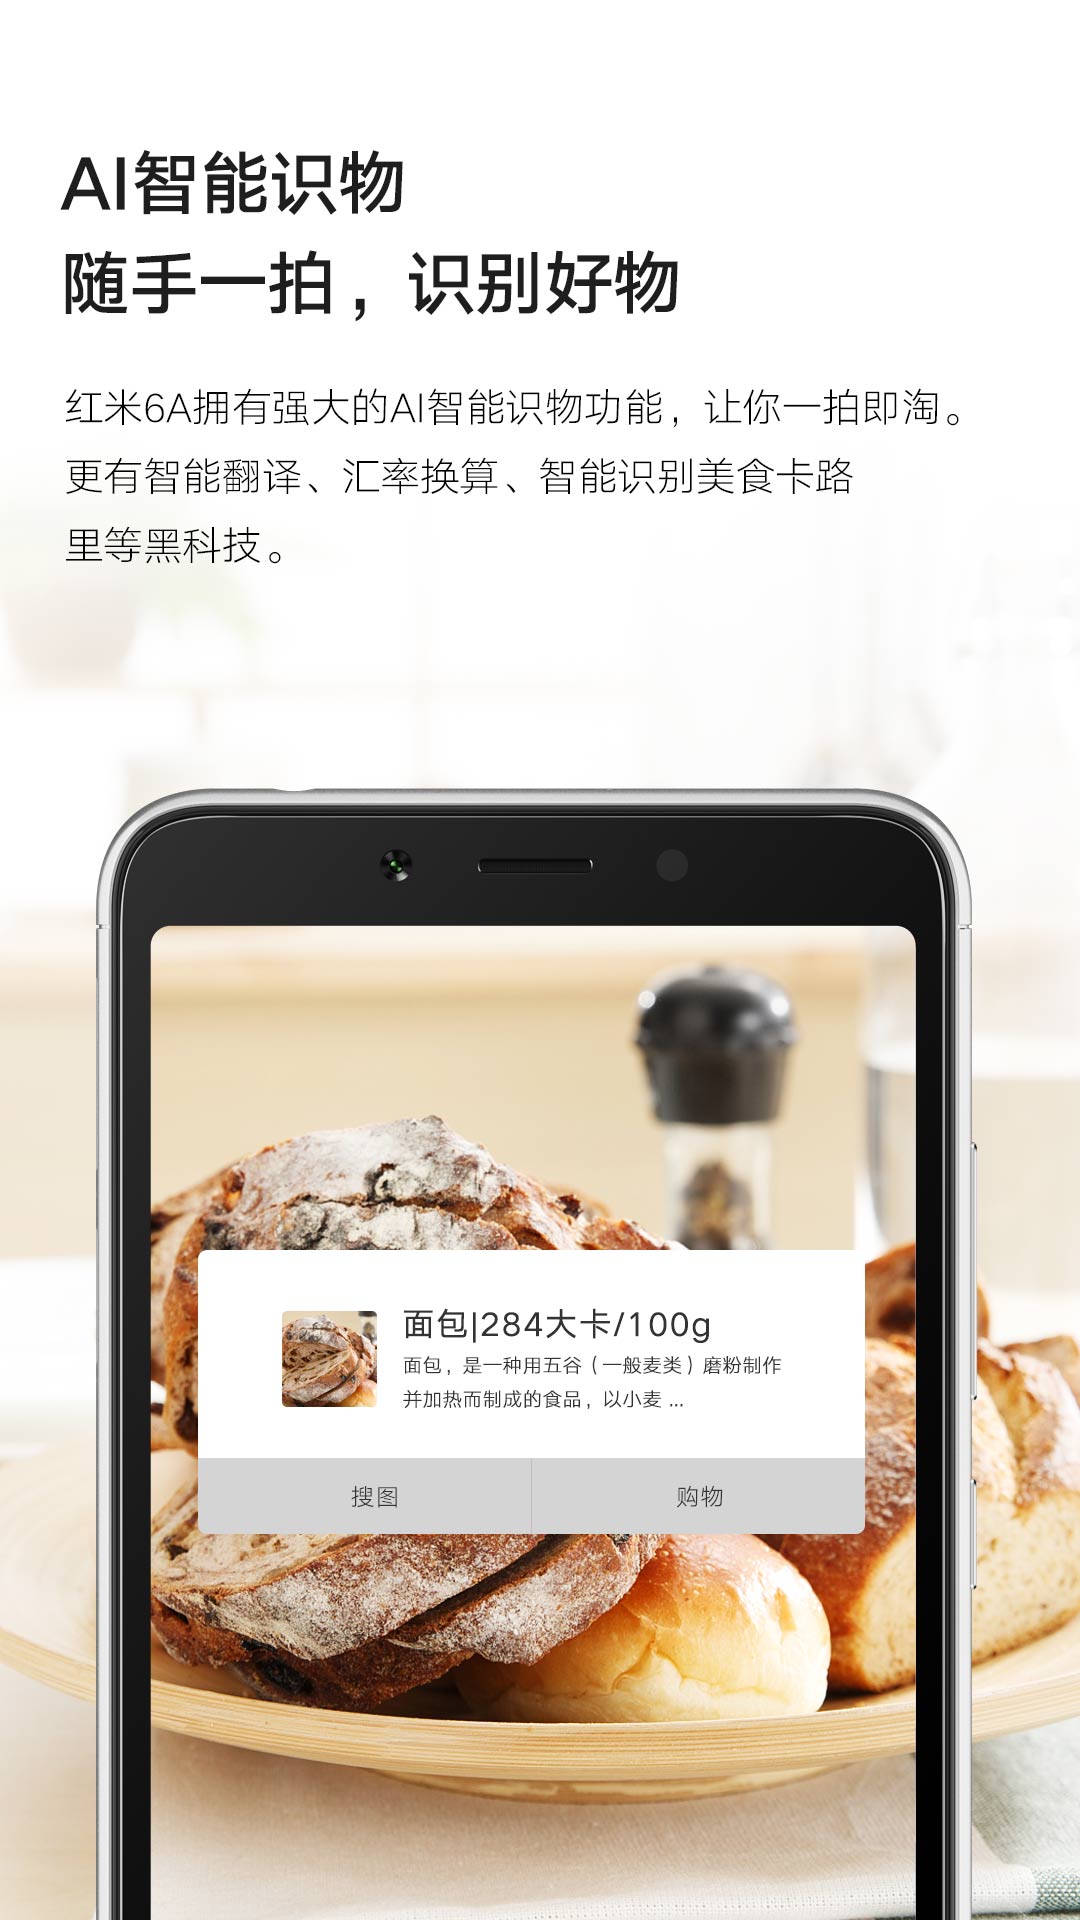 AI智能识物
随手一拍，识别好物
红米6A拥有强大的AI智能识物功能，让你一拍即淘。
更有智能翻译、汇率换算、智能识别美食卡路
里等黑科技。
面包|284大卡/100g
面包，是一种用五谷（一般麦类）磨粉制作
并加热而制成的食品，以小麦 ...
搜图
购物